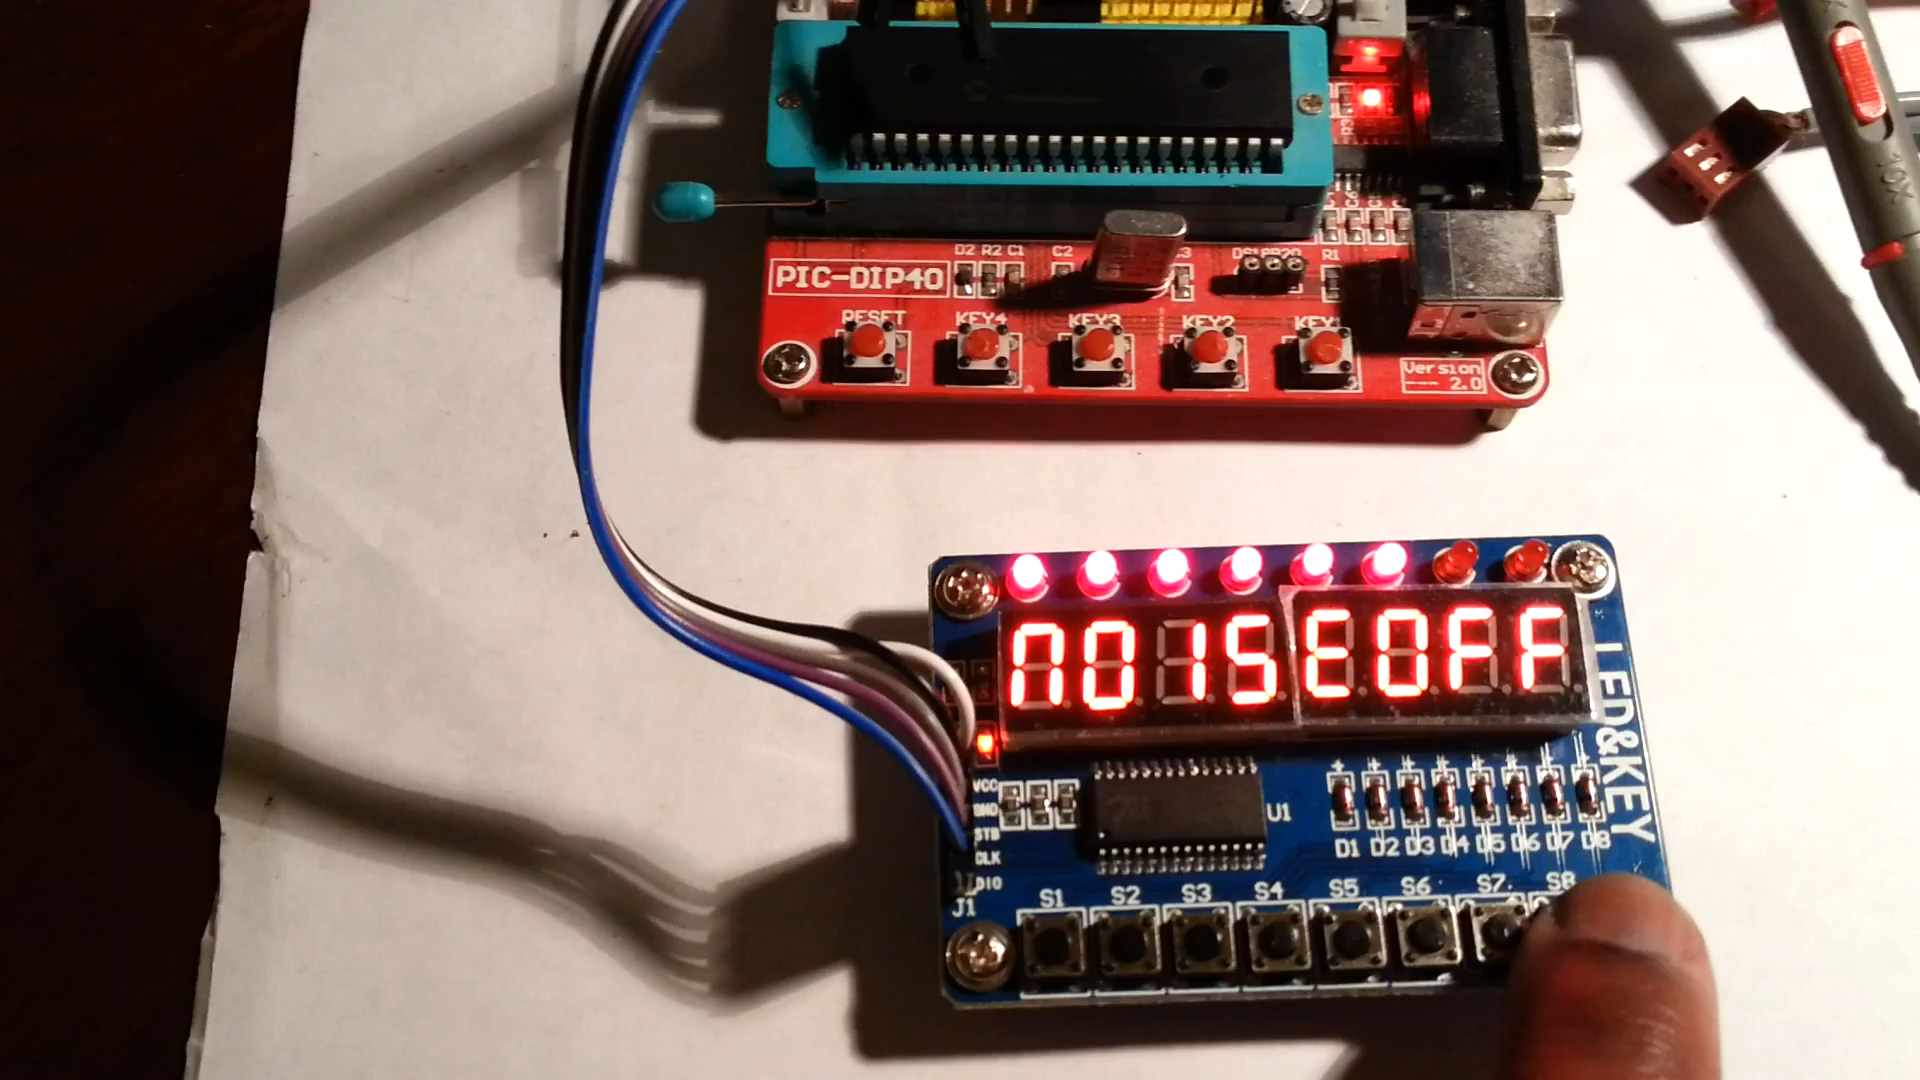 D2 R2 C1 C2
DS18B20 R1
PIC-DIP40
RESET KEY4 KEY3 KEY2 KEY1
Version
2.0
10X
N01SEOFF
LED&KEY
VCC
GND
STB
CLK
DIO
J1
U1
D1 D2 D3 D4 D5 D6 D7 D8
S1 S2 S3 S4 S5 S6 S7 S8